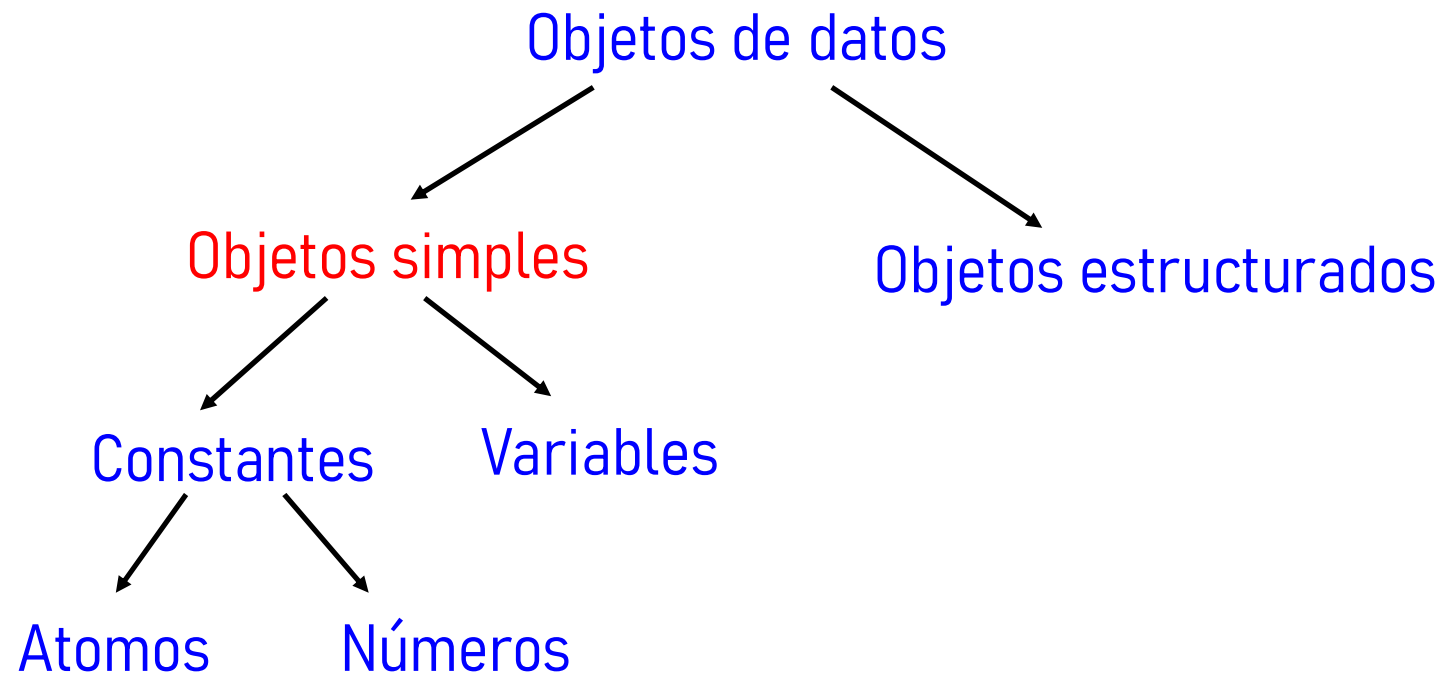 Objetos de datos
Objetos simples
Objetos estructurados
Constantes
Variables
Atomos
Números